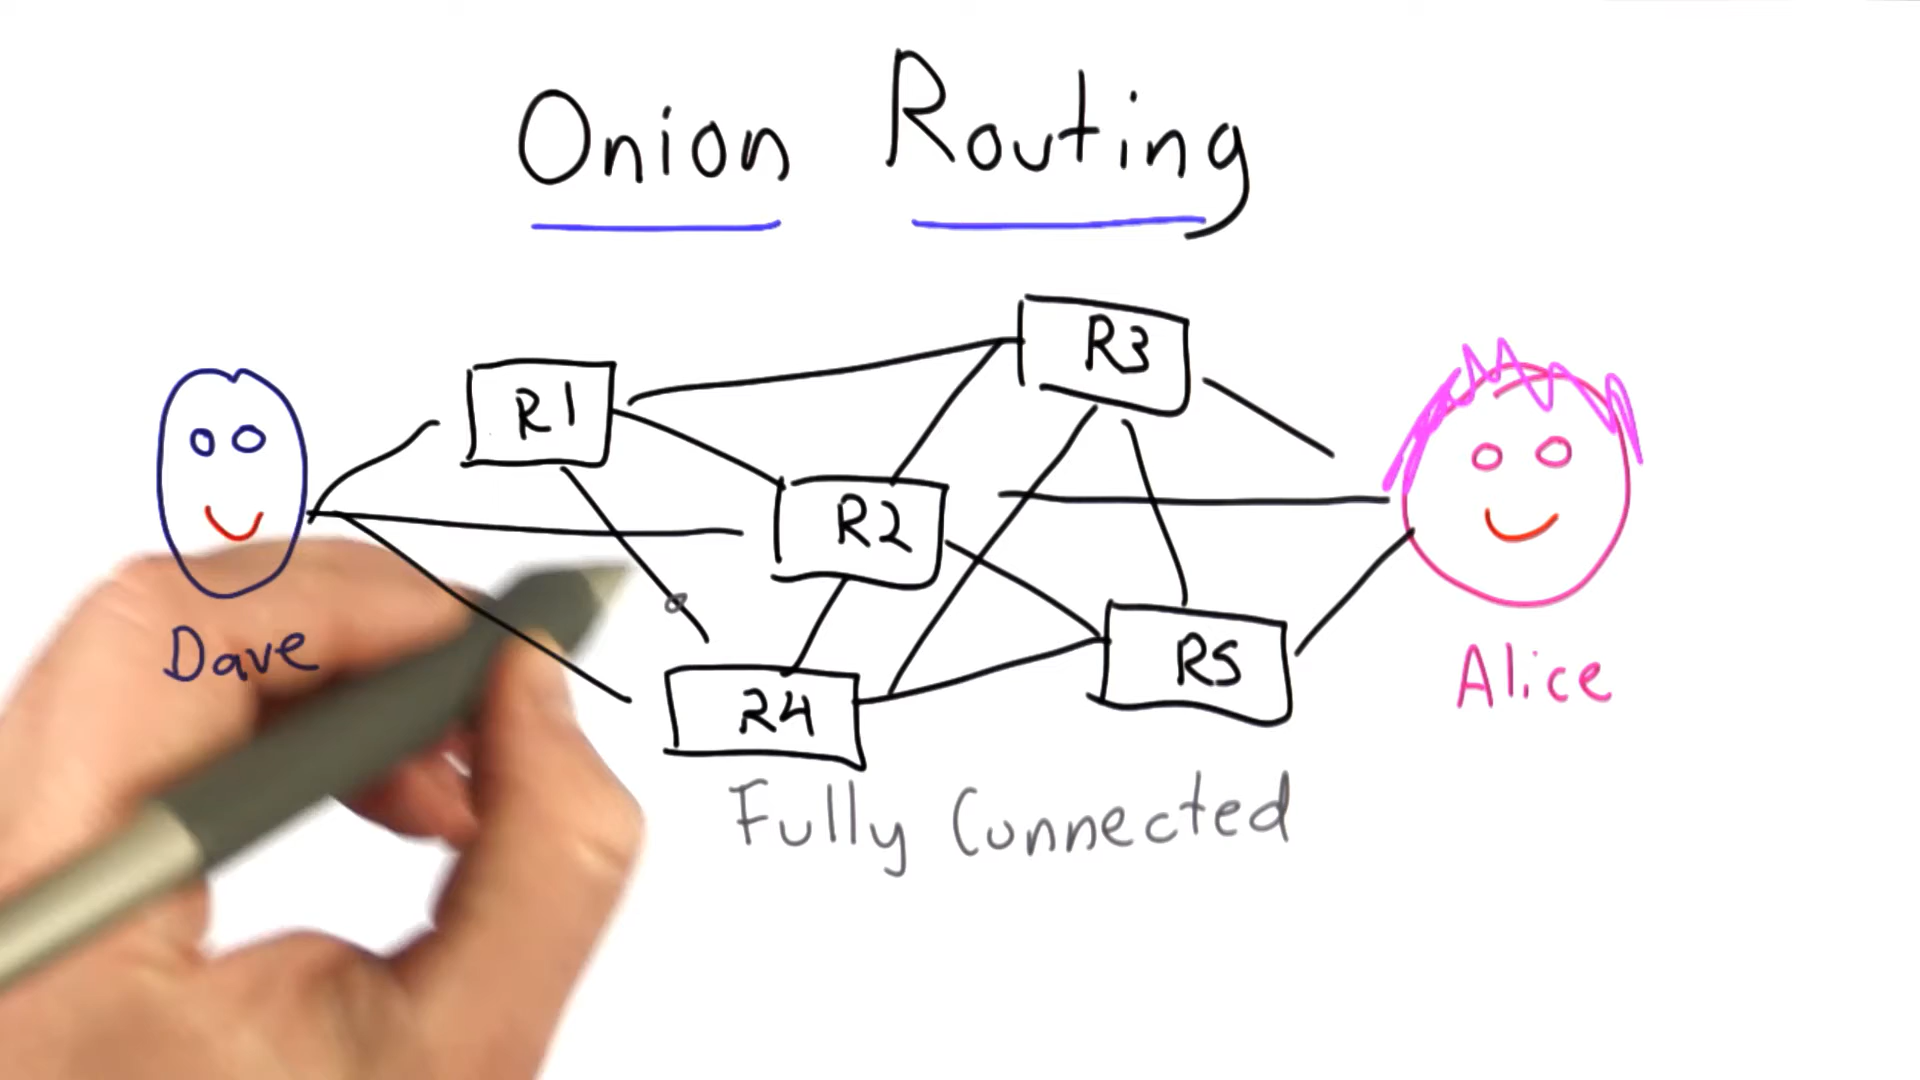 Onion Routing
R3
R1
R2
Dave
Alice
R5
R4
Fully Connected